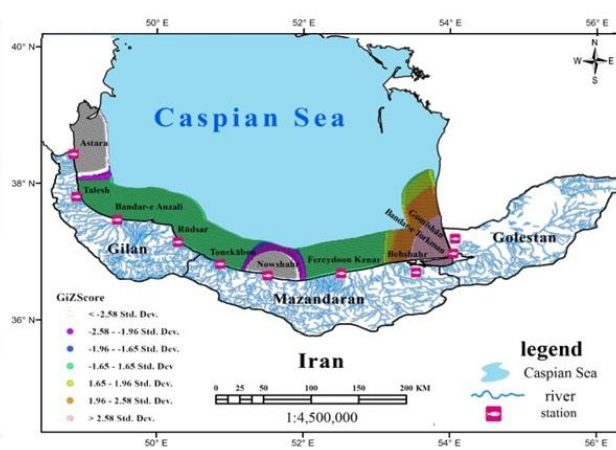 50° E 52° E 54° E 56° E
40° N
N
W E
S
Caspian Sea
Astara
38° N
Talesh
Bandar-e Anzali
Rüdsar
Gilan
Tonekabon
Nowshahr
Fereydoon Kenar
Behshahr
Bandar-e Torkman
Golestan
Mazandaran
36° N
Iran
GiZScore
< -2.58 Std. Dev.
-2.58 - -1.96 Std. Dev.
-1.96 - -1.65 Std. Dev.
-1.65 - 1.65 Std. Dev
1.65 - 1.96 Std. Dev.
1.96 - 2.58 Std. Dev.
> 2.58 Std. Dev.
0 25 50 100 150 200 KM
1:4,500,000
legend
Caspian Sea
river
station
50° E 52° E 54° E 56° E